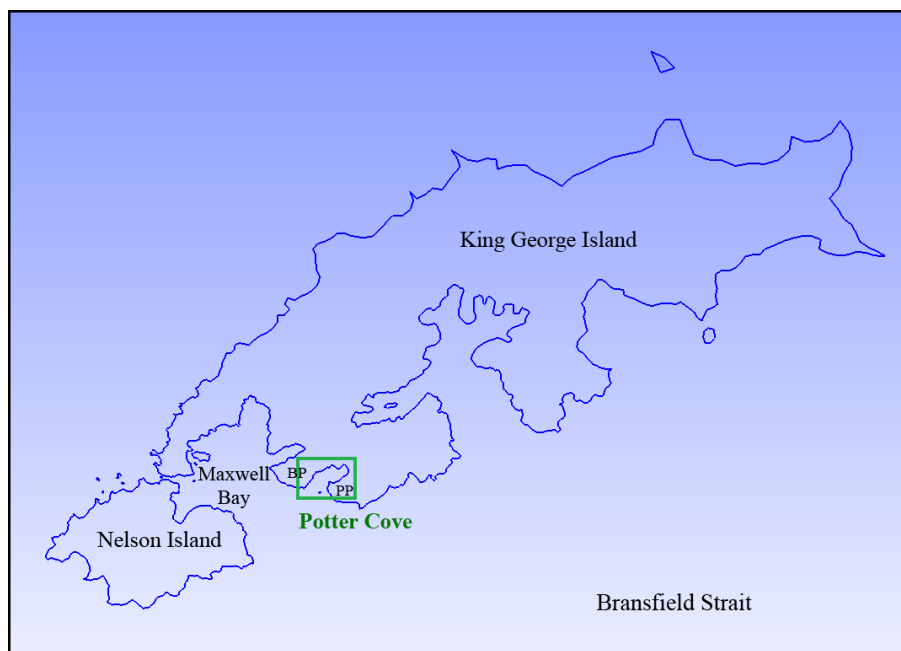 King George Island
Maxwell
Bay
BP
PP
Potter Cove
Nelson Island
Bransfield Strait